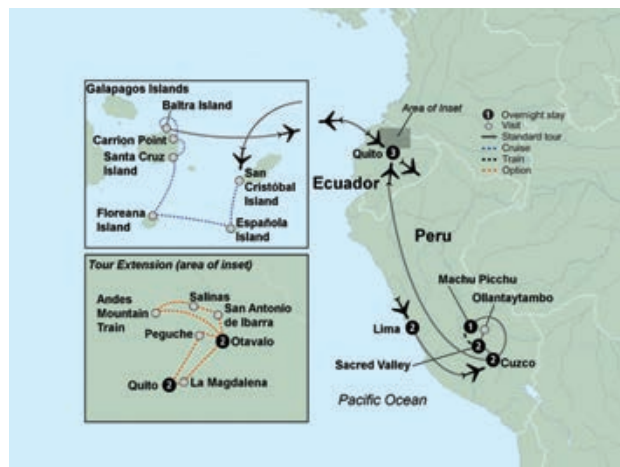 Galapagos Islands
Baltra Island
Carrion Point
Santa Cruz
Island
San
Cristóbal
Island
Floreana
Island
Española
Island
Tour Extension (area of inset)
Andes
Mountain
Train
Salinas
San Antonio
de Ibarra
Peguche
2
Otavalo
Quito
2
La Magdalena
Area of Inset
1
Overnight stay
Visit
Standard tour
Cruise
Train
Option
Quito
3
Ecuador
Peru
Machu Picchu
Ollantaytambo
1
Lima
2
2
Sacred Valley
2
Cuzco
Pacific Ocean